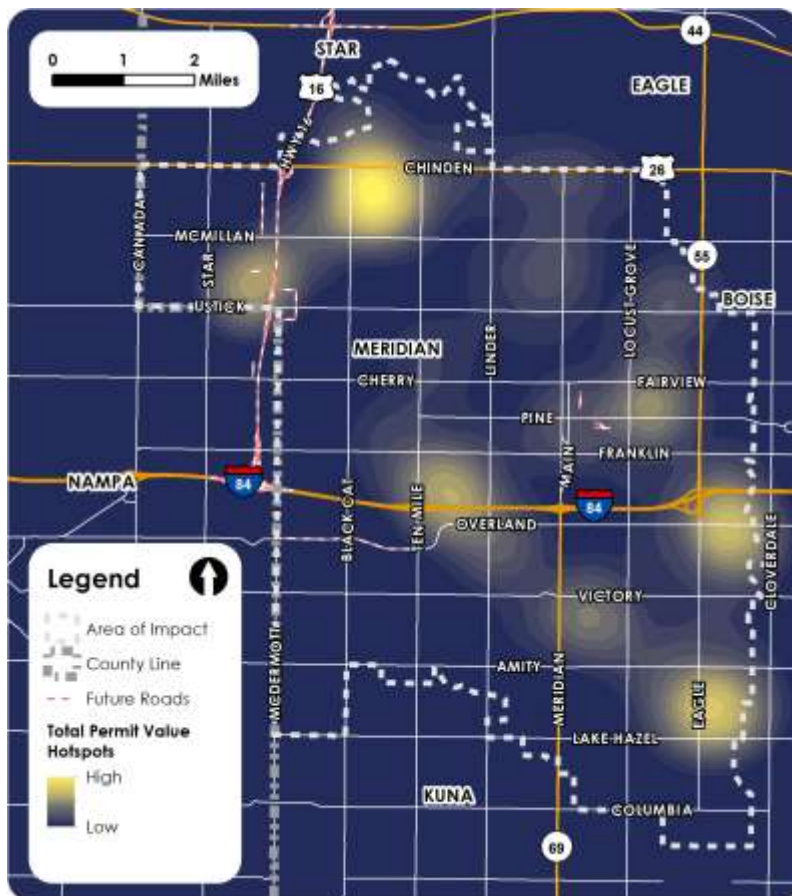 44
STAR
0 1 2
Miles
EAGLE
16
HWY 16
CHINDEN
26
CANADA
MCMILLAN
STAR
55
LOCUST GROVE
BOISE
USTICK
LINDER
MERIDIAN
CHERRY
FAIRVIEW
PINE
MAIN
FRANKLIN
NAMPA
84
84
BLACK CAT
TEN MILE
OVERLAND
CLOVERDALE
Legend
VICTORY
Area of Impact
County Line
MCDERMOTT
AMITY
MERIDIAN
EAGLE
Future Roads
LAKE HAZEL
Total Permit Value
Hotspots
High
Low
KUNA
COLUMBIA
69